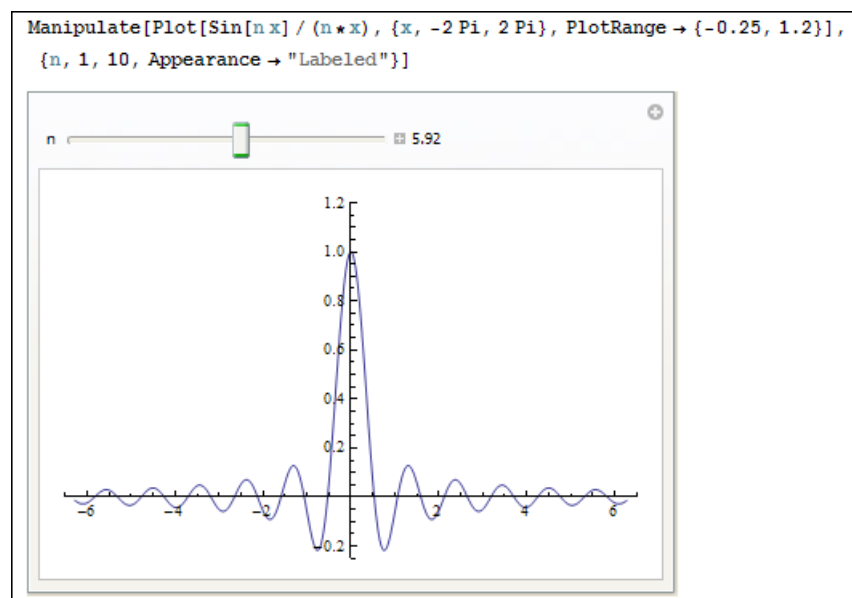 Manipulate[Plot[Sin[n x] / (n * x), {x, -2 Pi, 2 Pi}, PlotRange → {-0.25, 1.2}],
{n, 1, 10, Appearance → "Labeled"}]
n 5.92
1.2
1.0
0.8
0.6
0.4
0.2
-6 -4 -2 2 4 6
-0.2